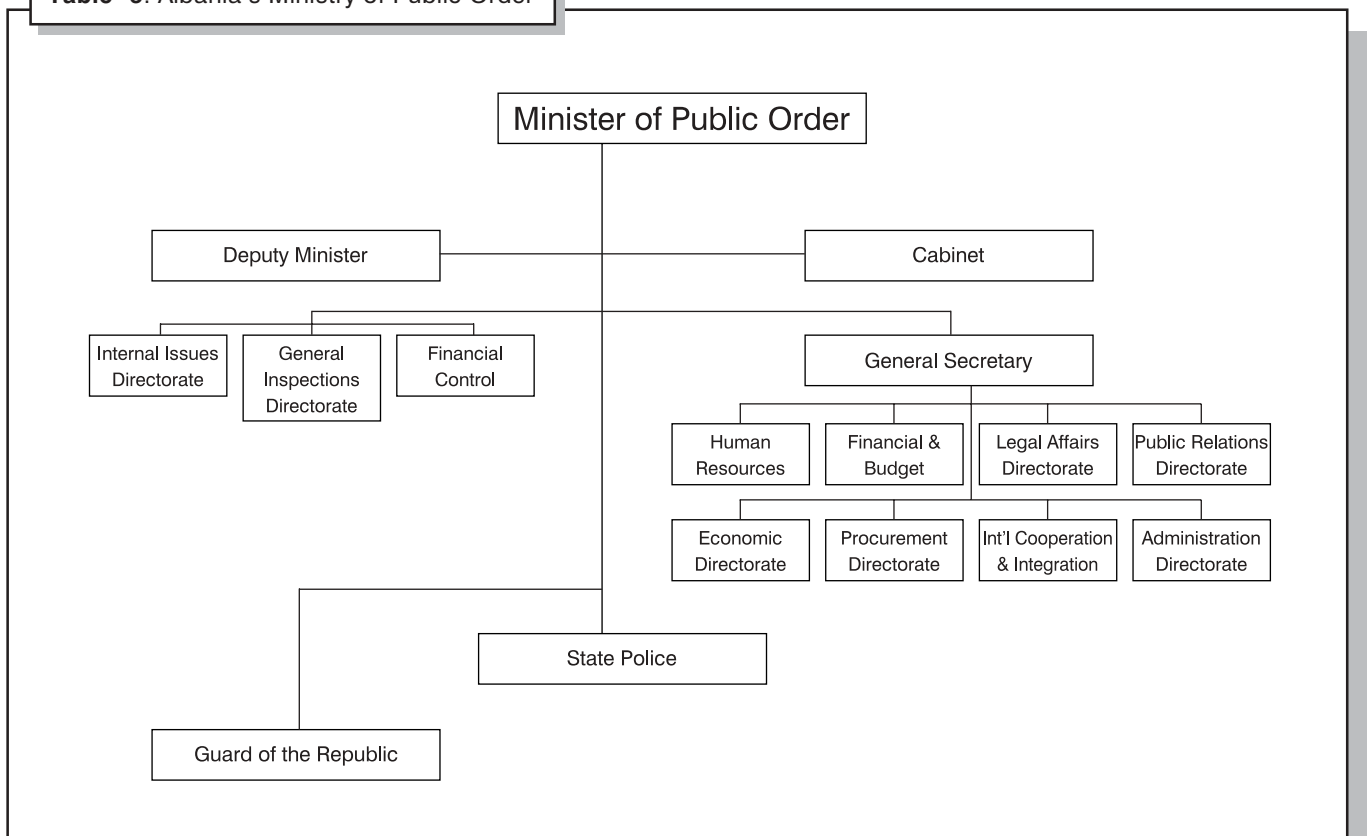 Albania's Ministry of Public Order
Minister of Public Order
Deputy Minister
Cabinet
Internal Issues
Directorate
General
Inspections
Directorate
Financial
Control
General Secretary
Human
Resources
Financial &
Budget
Legal Affairs
Directorate
Public Relations
Directorate
Economic
Directorate
Procurement
Directorate
Int'l Cooperation
& Integration
Administration
Directorate
State Police
Guard of the Republic